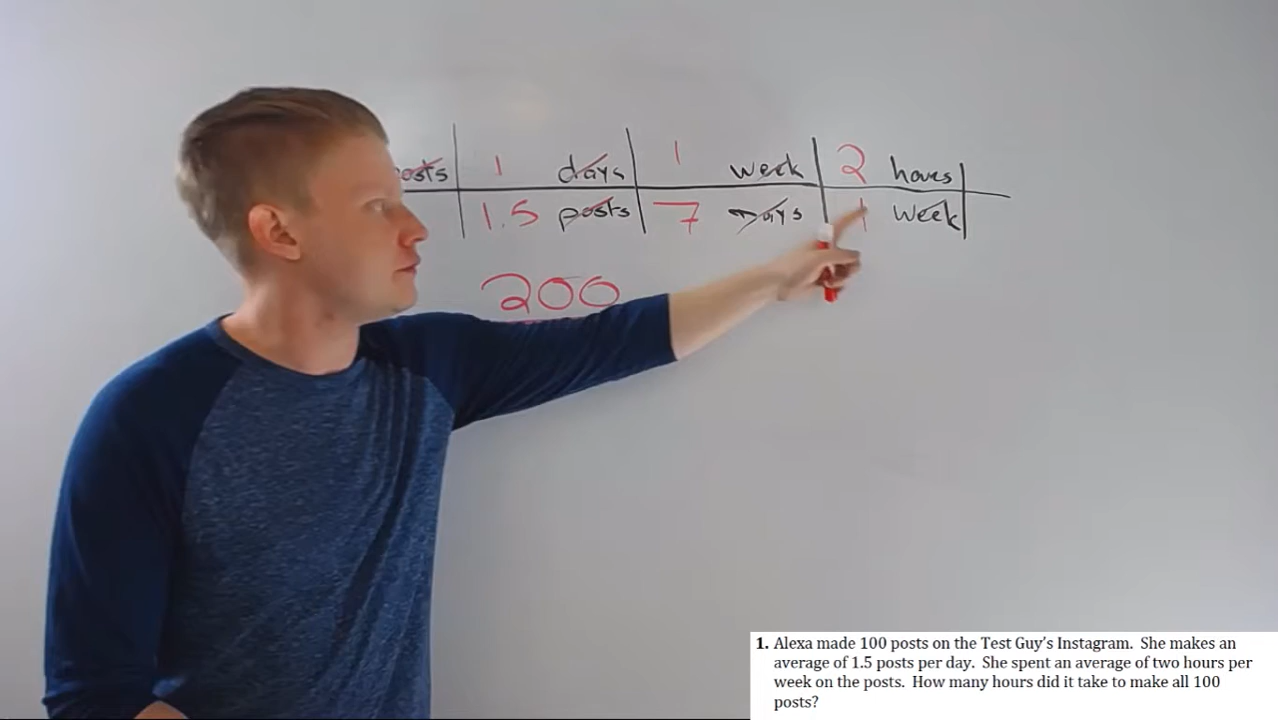 osts 1 days 1 week 2 hours
1.5 posts 7 days 1 week
200
1. Alexa made 100 posts on the Test Guy's Instagram. She makes an
average of 1.5 posts per day. She spent an average of two hours per
week on the posts. How many hours did it take to make all 100
posts?